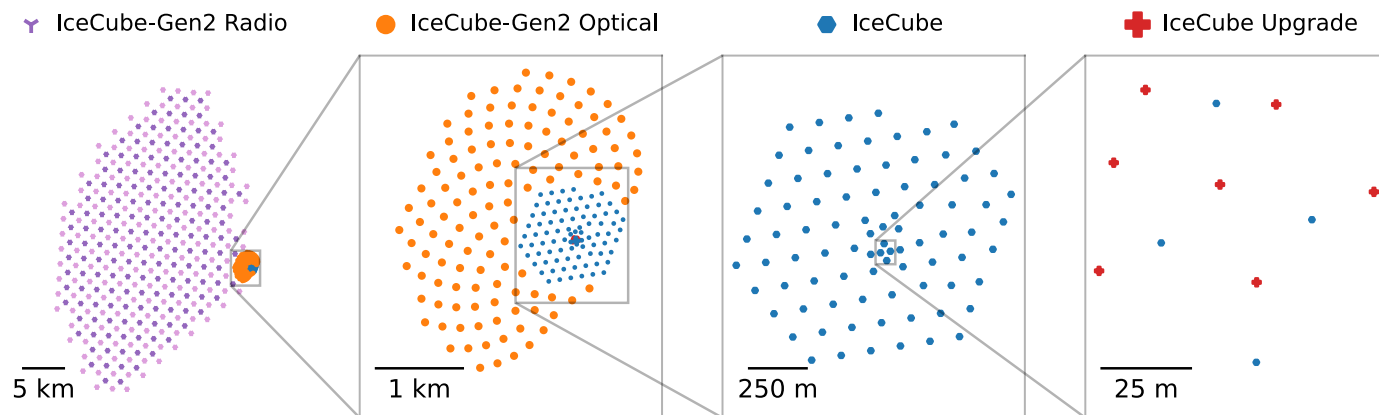 IceCube-Gen2 Radio
IceCube-Gen2 Optical
IceCube
IceCube Upgrade
5 km
1 km
250 m
25 m